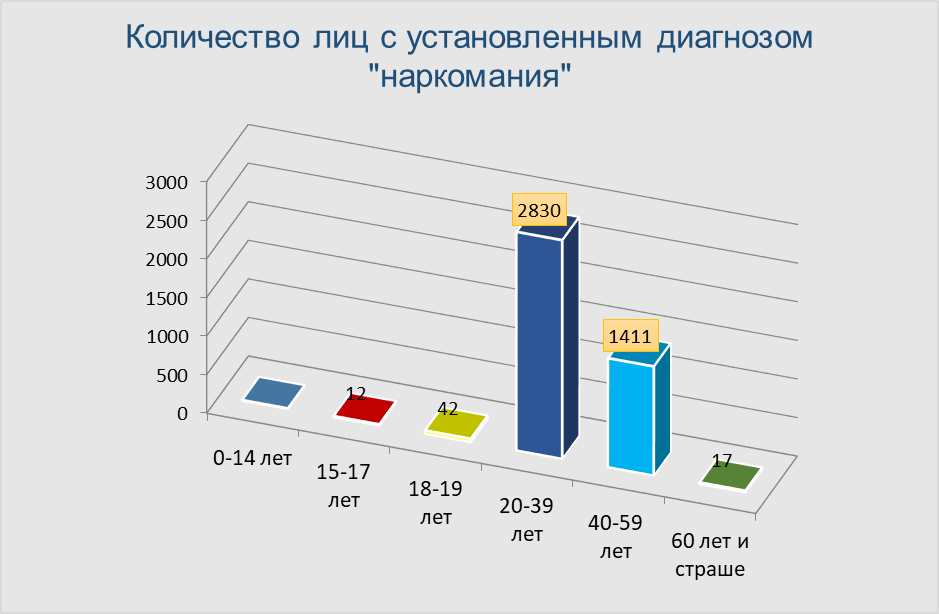 Количество лиц с установленным диагнозом
"наркомания"
3000
2500
2000
1500
1000
500
0
12
42
2830
1411
17
0-14 лет
15-17
лет
18-19
лет
20-39
лет
40-59
лет
60 лет и
страше